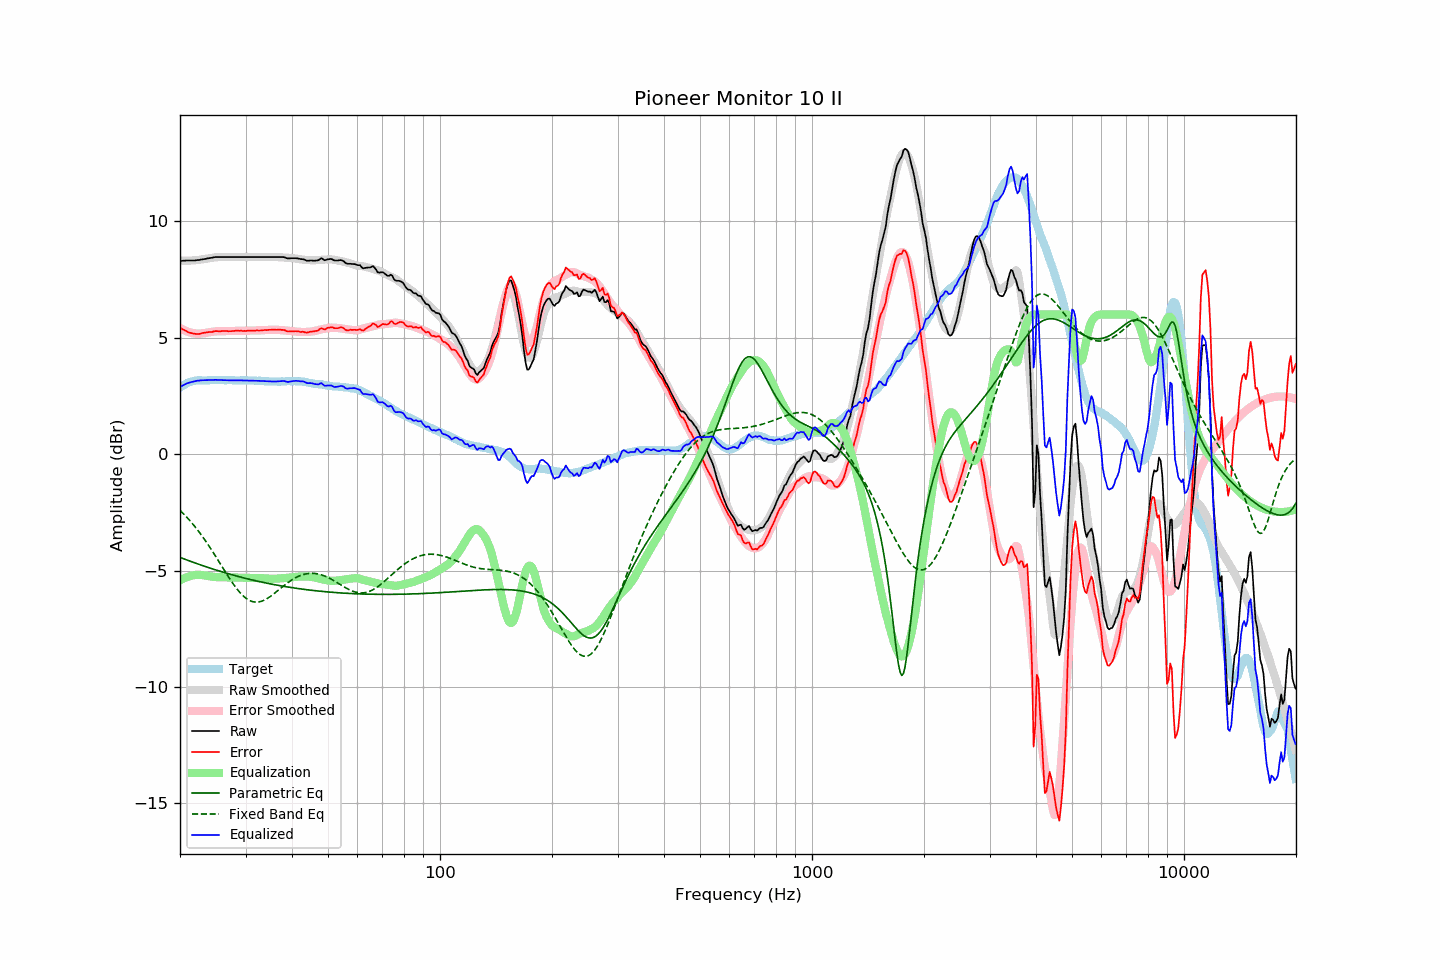 Pioneer Monitor 10 II
Amplitude (dBr)
10
5
0
−5
−10
−15
Target
Raw Smoothed
Error Smoothed
Raw
Error
Equalization
Parametric Eq
Fixed Band Eq
Equalized
100
1000
10000
Frequency (Hz)